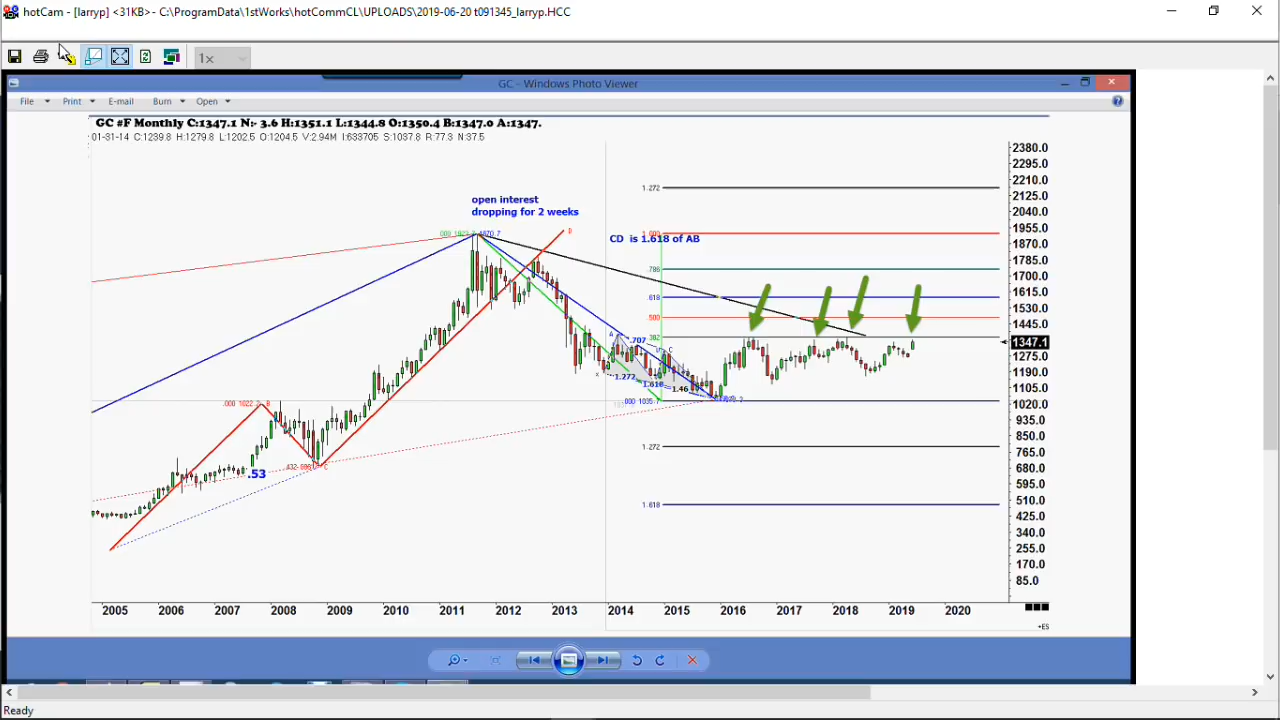 hotCam - [larryp] <31KB> - C:\ProgramData\1stWorks\hotCommCL\UPLOADS\2019-06-20 t091345_larryp.HCC
1x
GC - Windows Photo Viewer
File Print E-mail Burn Open
GC #F Monthly C:1347.1 N:- 3.6 H:1351.1 L:1344.8 O:1350.4 B:1347.0 A:1347.
01-31-14 C:1239.8 H:1279.8 L:1202.5 O:1204.5 V:2.94M I:633705 S:1037.8 R:77.3 N:37.5
2380.0
2295.0
2210.0
2125.0
2040.0
1955.0
1870.0
1785.0
1700.0
1615.0
1530.0
1445.0
1347.1
1275.0
1190.0
1105.0
1020.0
935.0
850.0
765.0
680.0
595.0
510.0
425.0
340.0
255.0
170.0
85.0
1.272
open interest
dropping for 2 weeks
D
CD is 1.618 of AB
.786
.618
.500
.382
A
.707
C
X
1.272
1.618
1.46
.000 1022.2 B
C
.53
1.272
1.618
2005 2006 2007 2008 2009 2010 2011 2012 2013 2014 2015 2016 2017 2018 2019 2020
+ES
Ready